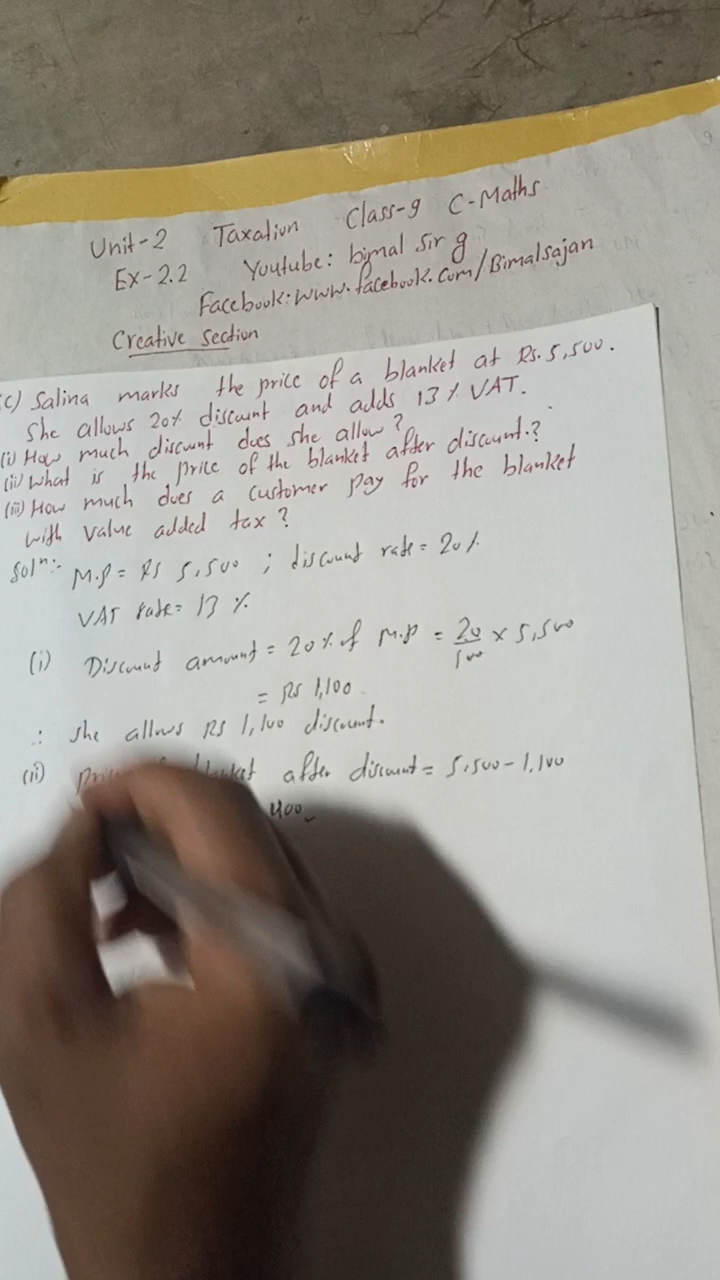 Unit-2 Taxation Class-9 C-Maths
Ex-2.2 Youtube: bimal sir g
Facebook: www.facebook.com/Bimalsajan
Creative section
c) Salina marks the price of a blanket at Rs. 5,500.
She allows 20% discount and adds 13% VAT.
(i) How much discount does she allow?
(ii) What is the price of the blanket after discount.?
(iii) How much does a customer pay for the blanket
with value added tax?
Solⁿ:- M.P = Rs 5,500 ; discount rate = 20%
VAT rate = 13 %
(i) Discount amount = 20% of M.P = 20/100 × 5,500
= Rs 1,100
∴ she allows Rs 1,100 discount.
(ii) blanket after discount = 5,500 - 1,100
400